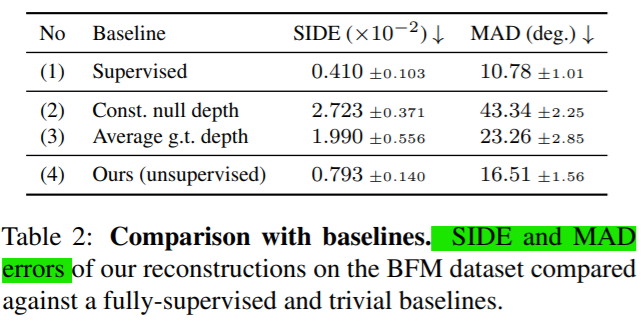 No Baseline SIDE (×10⁻²) ↓ MAD (deg.) ↓
(1) Supervised 0.410 ±0.103 10.78 ±1.01
(2) Const. null depth 2.723 ±0.371 43.34 ±2.25
(3) Average g.t. depth 1.990 ±0.556 23.26 ±2.85
(4) Ours (unsupervised) 0.793 ±0.140 16.51 ±1.56
Table 2: Comparison with baselines. SIDE and MAD
errors of our reconstructions on the BFM dataset compared
against a fully-supervised and trivial baselines.